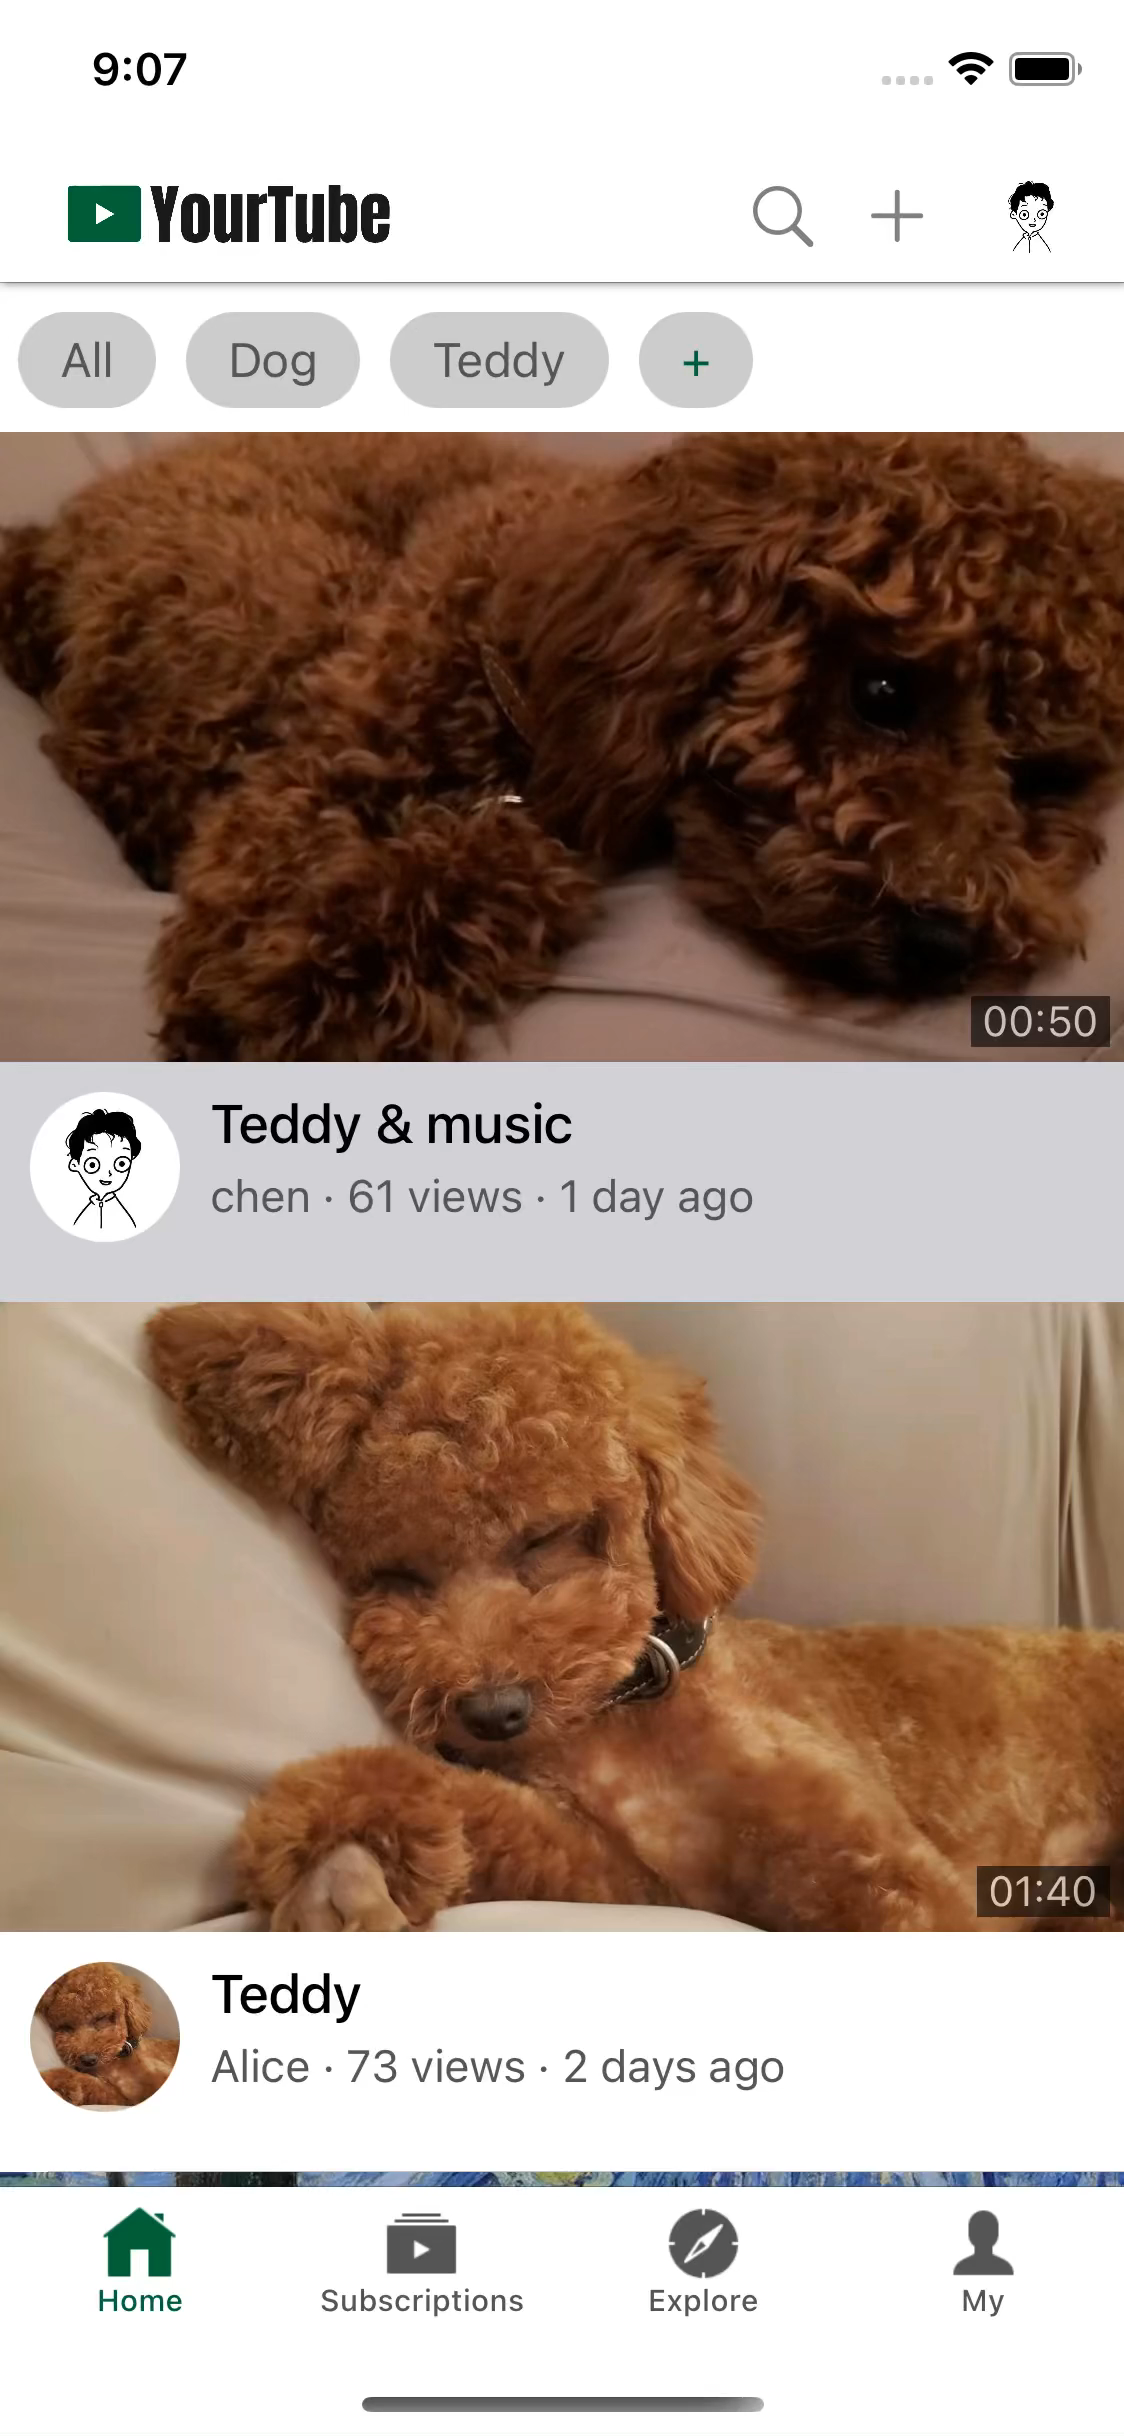 9:07
YourTube
All Dog Teddy +
00:50
Teddy & music
chen · 61 views · 1 day ago
01:40
Teddy
Alice · 73 views · 2 days ago
Home Subscriptions Explore My